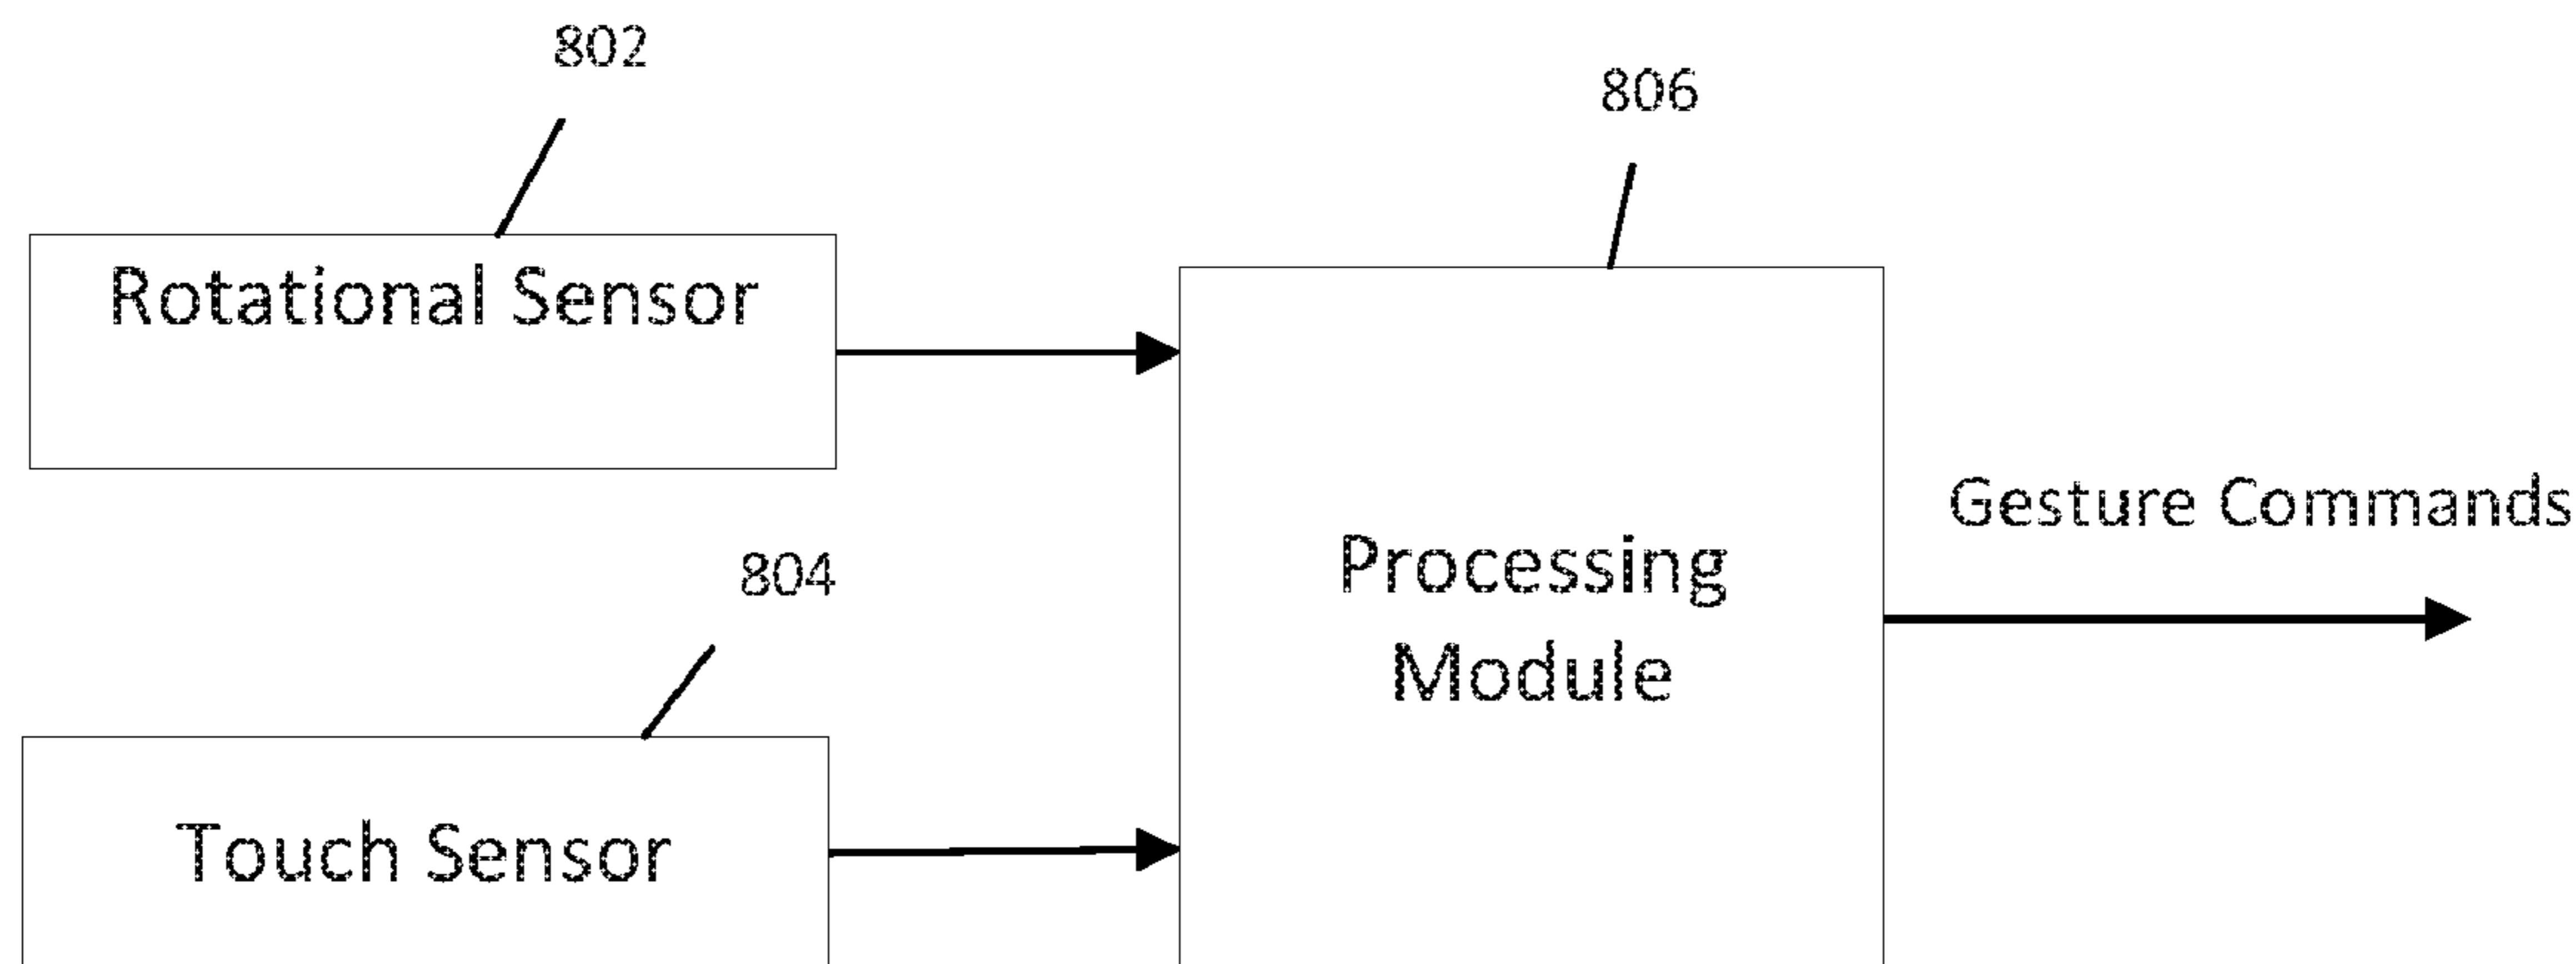 802
806
Rotational Sensor
Gesture Commands
804
Processing
Module
Touch Sensor